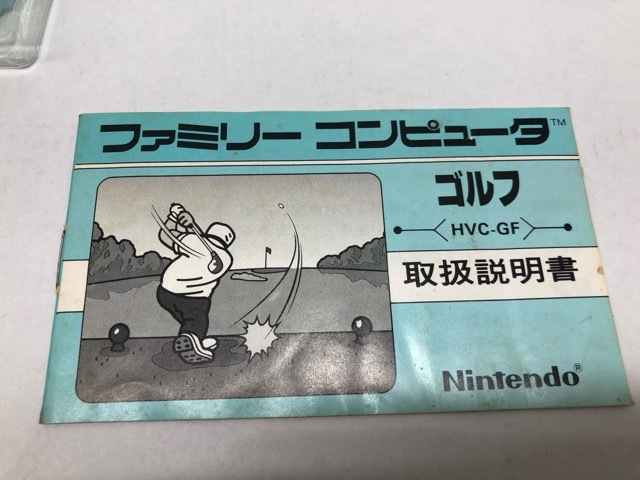 ファミリー コンピュータ™
ゴルフ
HVC-GF
取扱説明書
Nintendo®